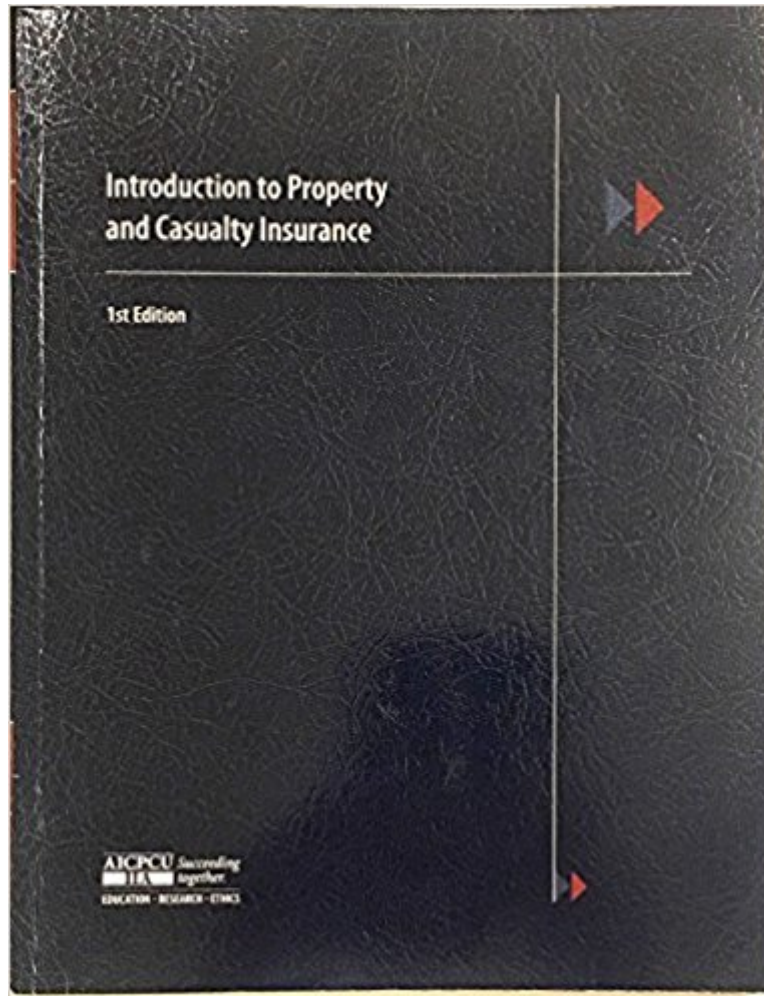 Introduction to Property
and Casualty Insurance
1st Edition
AICPCU Succeeding
IIA together.
EDUCATION · RESEARCH · ETHICS